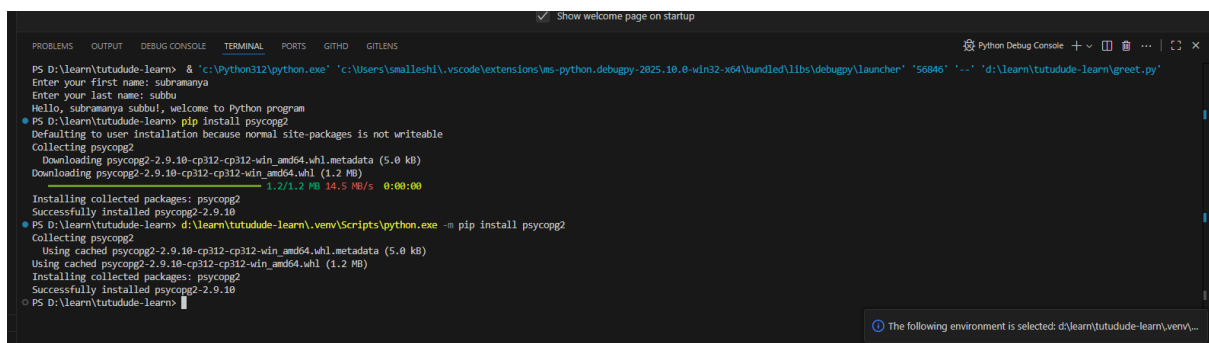 Show welcome page on startup
PROBLEMS OUTPUT DEBUG CONSOLE TERMINAL PORTS GITHD GITLENS Python Debug Console
PS D:\learn\tutudude-learn> & 'c:\Python312\python.exe' 'c:\Users\smalleshi\.vscode\extensions\ms-python.debugpy-2025.10.0-win32-x64\bundled\libs\debugpy\launcher' '56846' '--' 'd:\learn\tutudude-learn\greet.py'
Enter your first name: subramanya
Enter your last name: subbu
Hello, subramanya subbu!, welcome to Python program
PS D:\learn\tutudude-learn> pip install psycopg2
Defaulting to user installation because normal site-packages is not writeable
Collecting psycopg2
Downloading psycopg2-2.9.10-cp312-cp312-win_amd64.whl.metadata (5.0 kB)
Downloading psycopg2-2.9.10-cp312-cp312-win_amd64.whl (1.2 MB)
1.2/1.2 MB 14.5 MB/s 0:00:00
Installing collected packages: psycopg2
Successfully installed psycopg2-2.9.10
PS D:\learn\tutudude-learn> d:\learn\tutudude-learn\.venv\Scripts\python.exe -m pip install psycopg2
Collecting psycopg2
Using cached psycopg2-2.9.10-cp312-cp312-win_amd64.whl.metadata (5.0 kB)
Using cached psycopg2-2.9.10-cp312-cp312-win_amd64.whl (1.2 MB)
Installing collected packages: psycopg2
Successfully installed psycopg2-2.9.10
PS D:\learn\tutudude-learn>
The following environment is selected: d:\learn\tutudude-learn\.venv\...